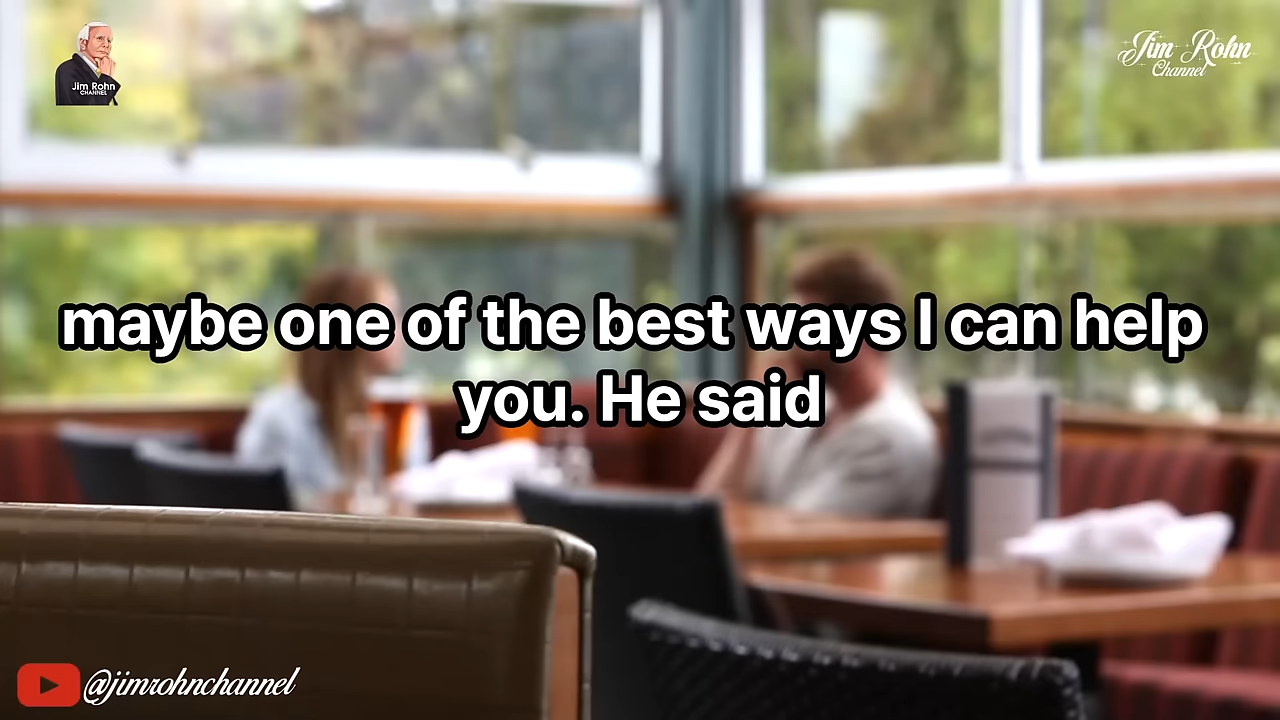 Jim Rohn
CHANNEL
Jim Rohn
Channel
maybe one of the best ways I can help
you. He said
@jimrohnchannel